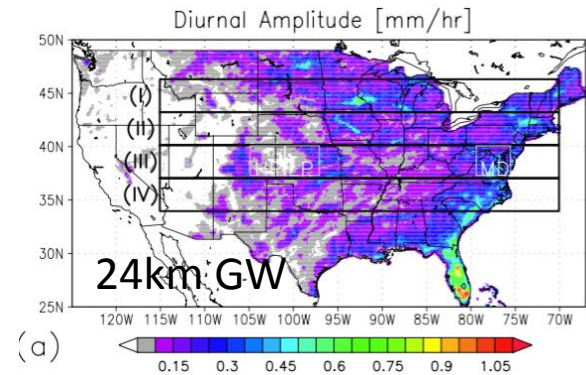 Diurnal Amplitude [mm/hr]
50N
45N
(I)
(II)
40N
(III)
MD
(IV)
35N
30N
24km GW
25N
120W 115W 110W 105W 100W 95W 90W 85W 80W 75W 70W
(a)
0.15 0.3 0.45 0.6 0.75 0.9 1.05